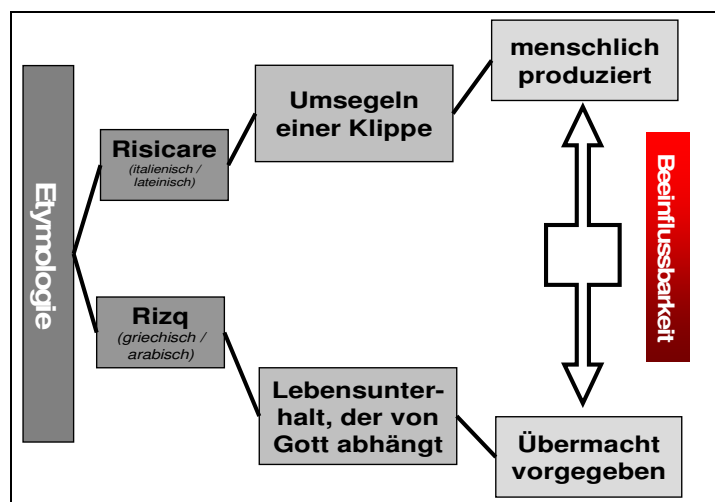 Etymologie
Risicare
(italienisch /
lateinisch)
Umsegeln
einer Klippe
menschlich
produziert
Rizq
(griechisch /
arabisch)
Lebensunter-
halt, der von
Gott abhängt
Übermacht
vorgegeben
Beeinflussbarkeit